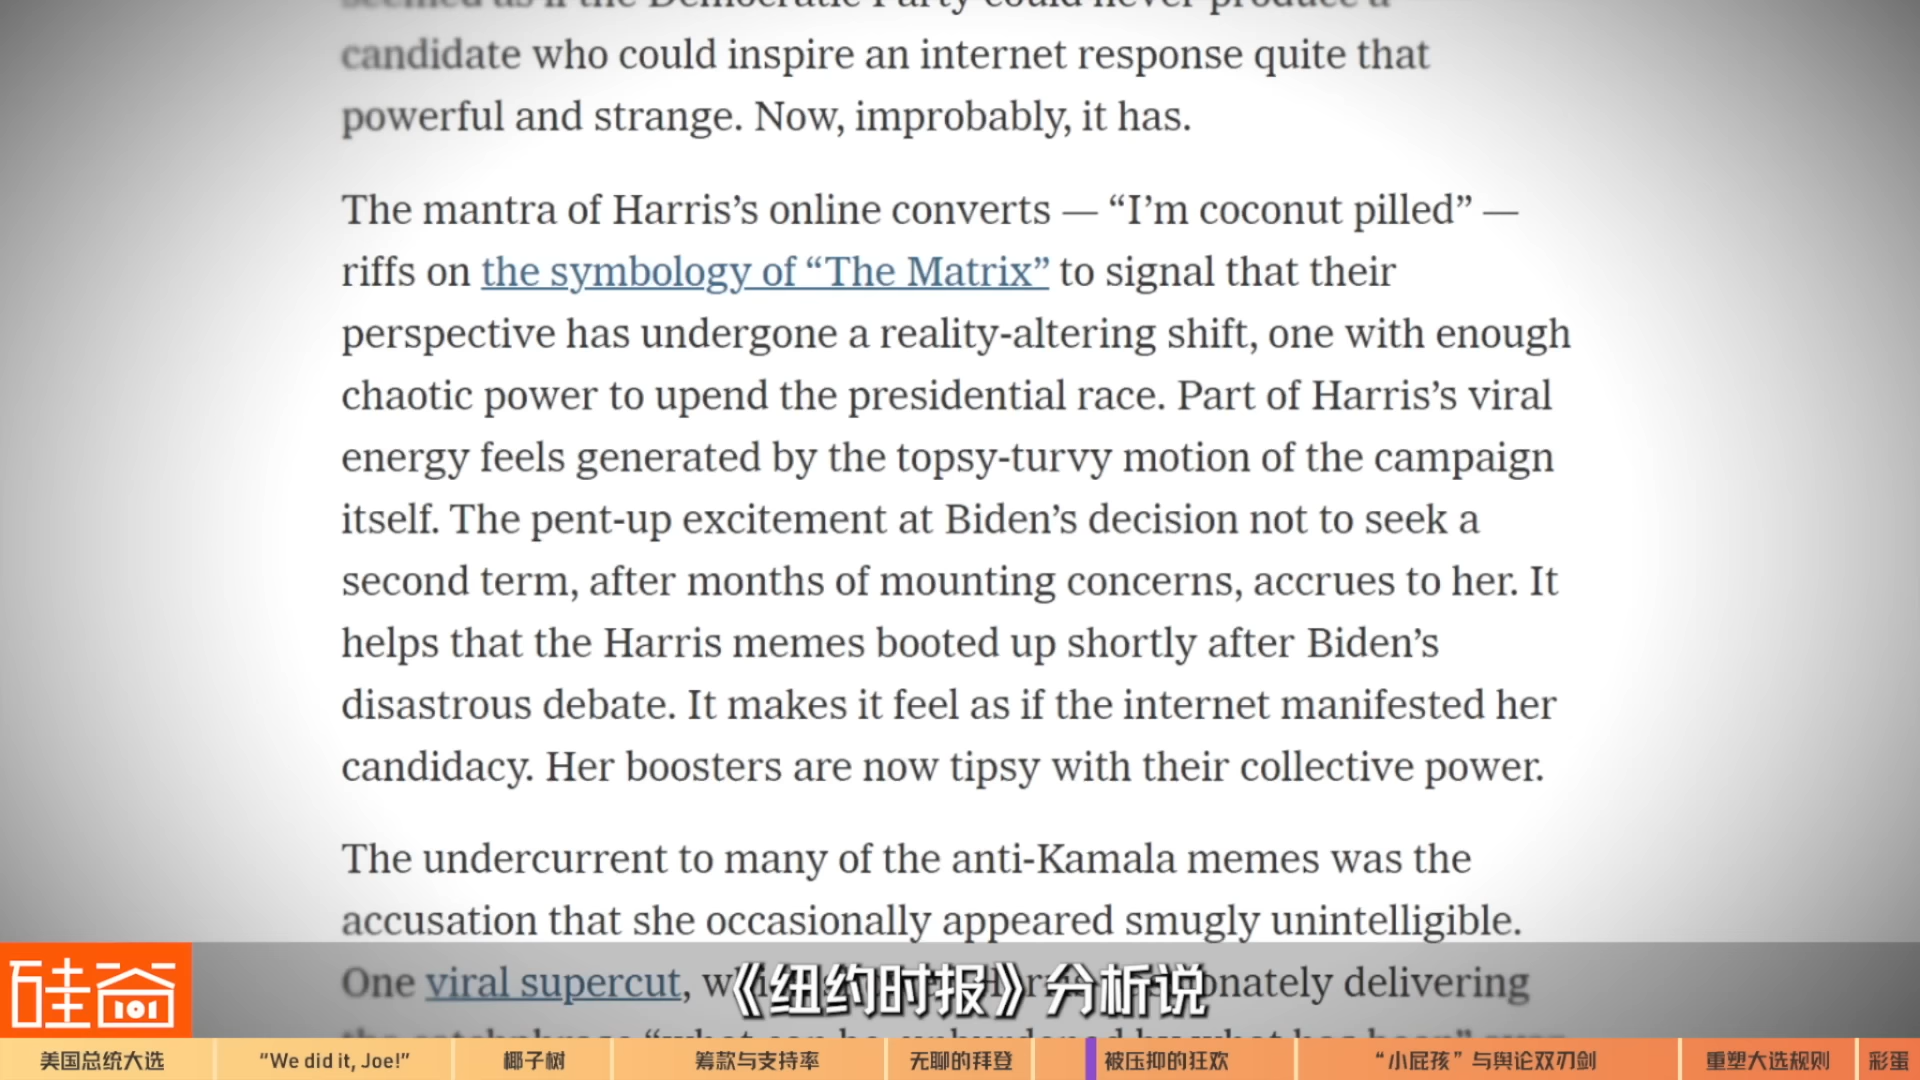 seemed as if the Democratic Party could never produce a
candidate who could inspire an internet response quite that
powerful and strange. Now, improbably, it has.
The mantra of Harris’s online converts — “I’m coconut pilled” —
riffs on the symbology of “The Matrix” to signal that their
perspective has undergone a reality-altering shift, one with enough
chaotic power to upend the presidential race. Part of Harris’s viral
energy feels generated by the topsy-turvy motion of the campaign
itself. The pent-up excitement at Biden’s decision not to seek a
second term, after months of mounting concerns, accrues to her. It
helps that the Harris memes booted up shortly after Biden’s
disastrous debate. It makes it feel as if the internet manifested her
candidacy. Her boosters are now tipsy with their collective power.
The undercurrent to many of the anti-Kamala memes was the
accusation that she occasionally appeared smugly unintelligible.
One viral supercut, delivering
《纽约时报》分析说
硅谷
101
美国总统大选 “We did it, Joe!” 椰子树 筹款与支持率 无聊的拜登 被压抑的狂欢 “小屁孩”与舆论双刃剑 重塑大选规则 彩蛋